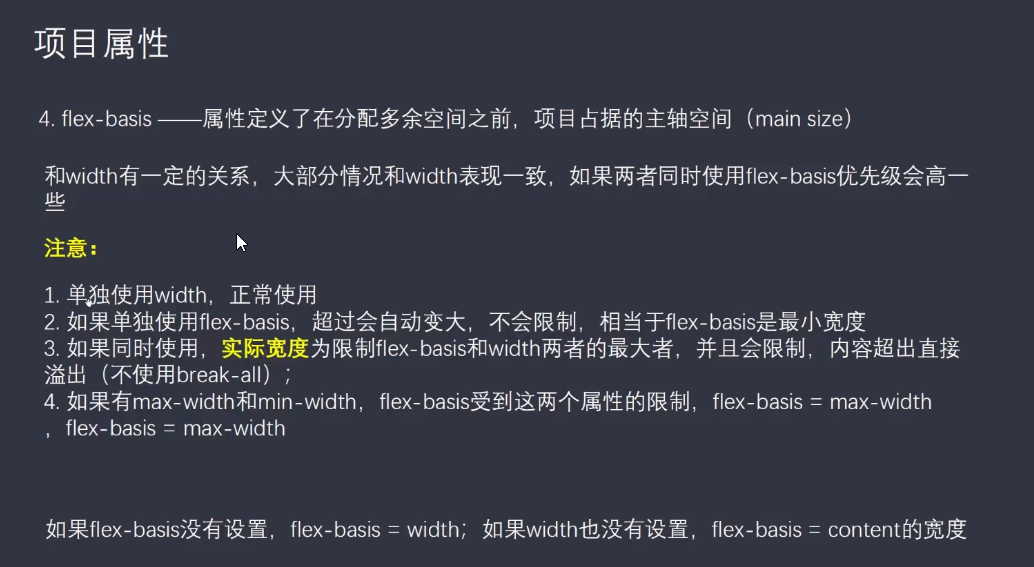 项目属性
4. flex-basis ——属性定义了在分配多余空间之前，项目占据的主轴空间（main size）
和width有一定的关系，大部分情况和width表现一致，如果两者同时使用flex-basis优先级会高一
些
注意：
1. 单独使用width，正常使用
2. 如果单独使用flex-basis，超过会自动变大，不会限制，相当于flex-basis是最小宽度
3. 如果同时使用，实际宽度为限制flex-basis和width两者的最大者，并且会限制，内容超出直接
溢出（不使用break-all）；
4. 如果有max-width和min-width，flex-basis受到这两个属性的限制，flex-basis = max-width
，flex-basis = max-width
如果flex-basis没有设置，flex-basis = width；如果width也没有设置，flex-basis = content的宽度